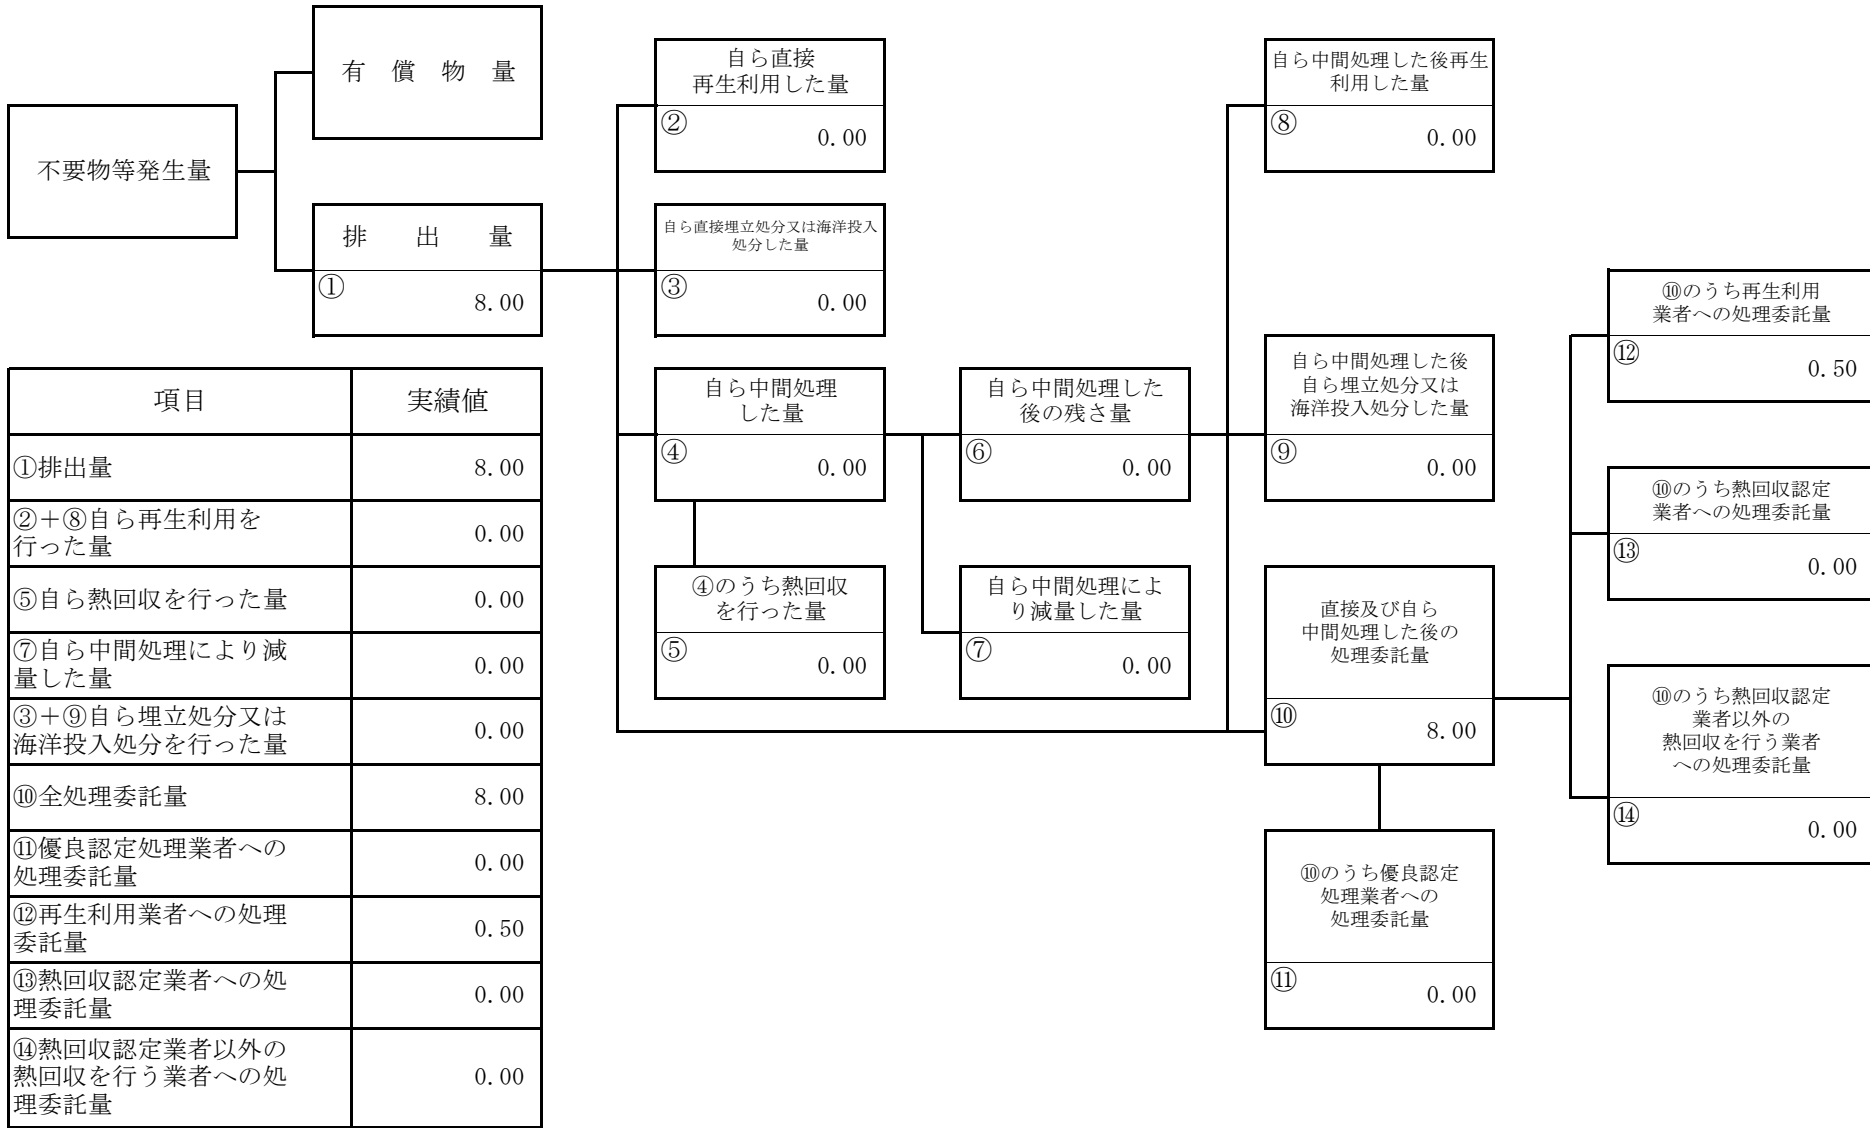 不要物等発生量
有 償 物 量
排 出 量
①
8.00
自ら直接
再生利用した量
②
0.00
自ら直接埋立処分又は海洋投入
処分した量
③
0.00
自ら中間処理
した量
④
0.00
④のうち熱回収
を行った量
⑤
0.00
自ら中間処理した
後の残さ量
⑥
0.00
自ら中間処理によ
り減量した量
⑦
0.00
自ら中間処理した後再生
利用した量
⑧
0.00
自ら中間処理した後
自ら埋立処分又は
海洋投入処分した量
⑨
0.00
直接及び自ら
中間処理した後の
処理委託量
⑩
8.00
⑩のうち優良認定
処理業者への
処理委託量
⑪
0.00
⑩のうち再生利用
業者への処理委託量
⑫
0.50
⑩のうち熱回収認定
業者への処理委託量
⑬
0.00
⑩のうち熱回収認定
業者以外の
熱回収を行う業者
への処理委託量
⑭
0.00
項目 実績値
①排出量 8.00
②＋⑧自ら再生利用を
行った量 0.00
⑤自ら熱回収を行った量 0.00
⑦自ら中間処理により減
量した量 0.00
③＋⑨自ら埋立処分又は
海洋投入処分を行った量 0.00
⑩全処理委託量 8.00
⑪優良認定処理業者への
処理委託量 0.00
⑫再生利用業者への処理
委託量 0.50
⑬熱回収認定業者への処
理委託量 0.00
⑭熱回収認定業者以外の
熱回収を行う業者への処
理委託量 0.00